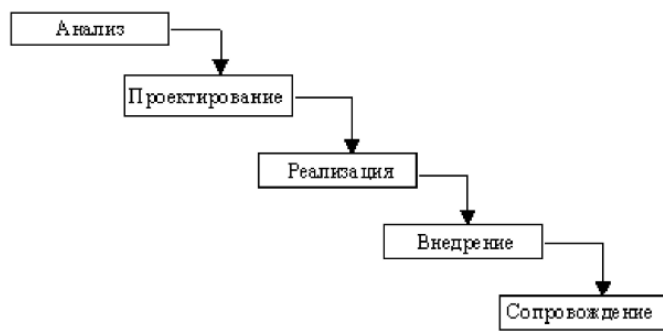 Анализ
Проектирование
Реализация
Внедрение
Сопровождение